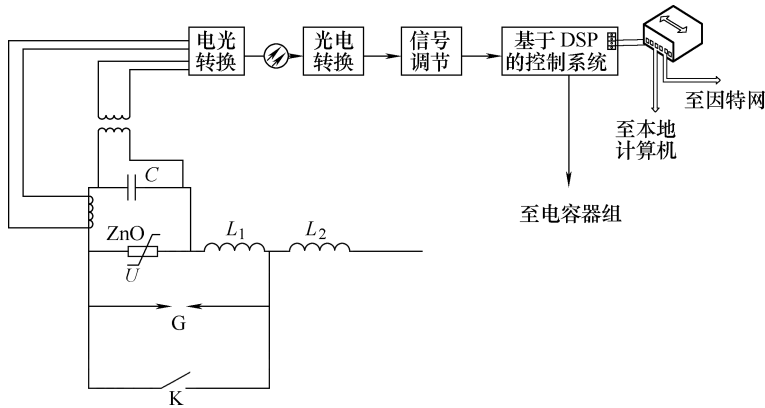 电光
转换
光电
转换
信号
调节
基于 DSP
的控制系统
至因特网
至本地
计算机
至电容器组
C
ZnO
U
L₁
L₂
G
K